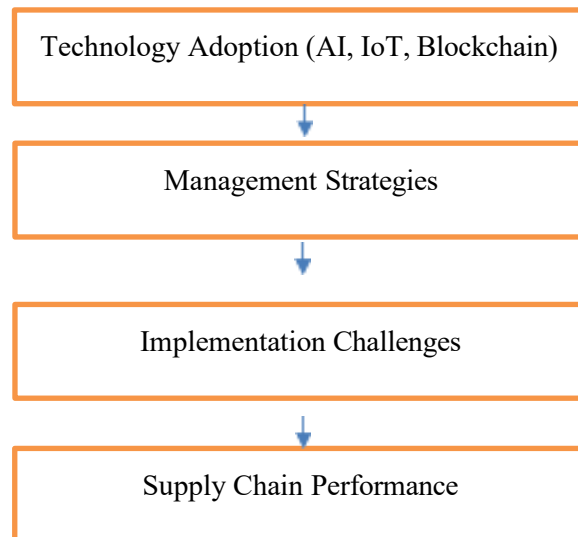 Technology Adoption (AI, IoT, Blockchain)
Management Strategies
Implementation Challenges
Supply Chain Performance